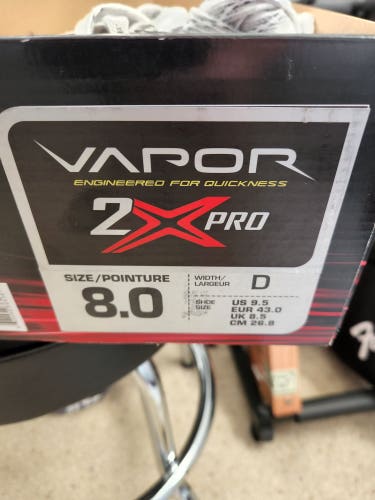 VAPOR
ENGINEERED FOR QUICKNESS
2X PRO
SIZE/POINTURE
8.0
WIDTH/
LARGEUR
D
SHOE
SIZE
US 9.5
EUR 43.0
UK 8.5
CM 26.8